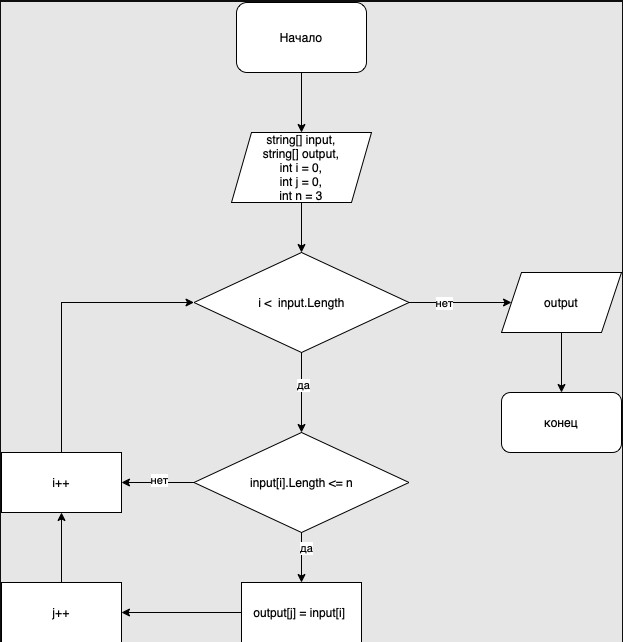 Начало
string[] input,
string[] output,
int i = 0,
int j = 0,
int n = 3
i < input.Length
нет
output
да
конец
i++
нет
input[i].Length <= n
да
j++
output[j] = input[i]